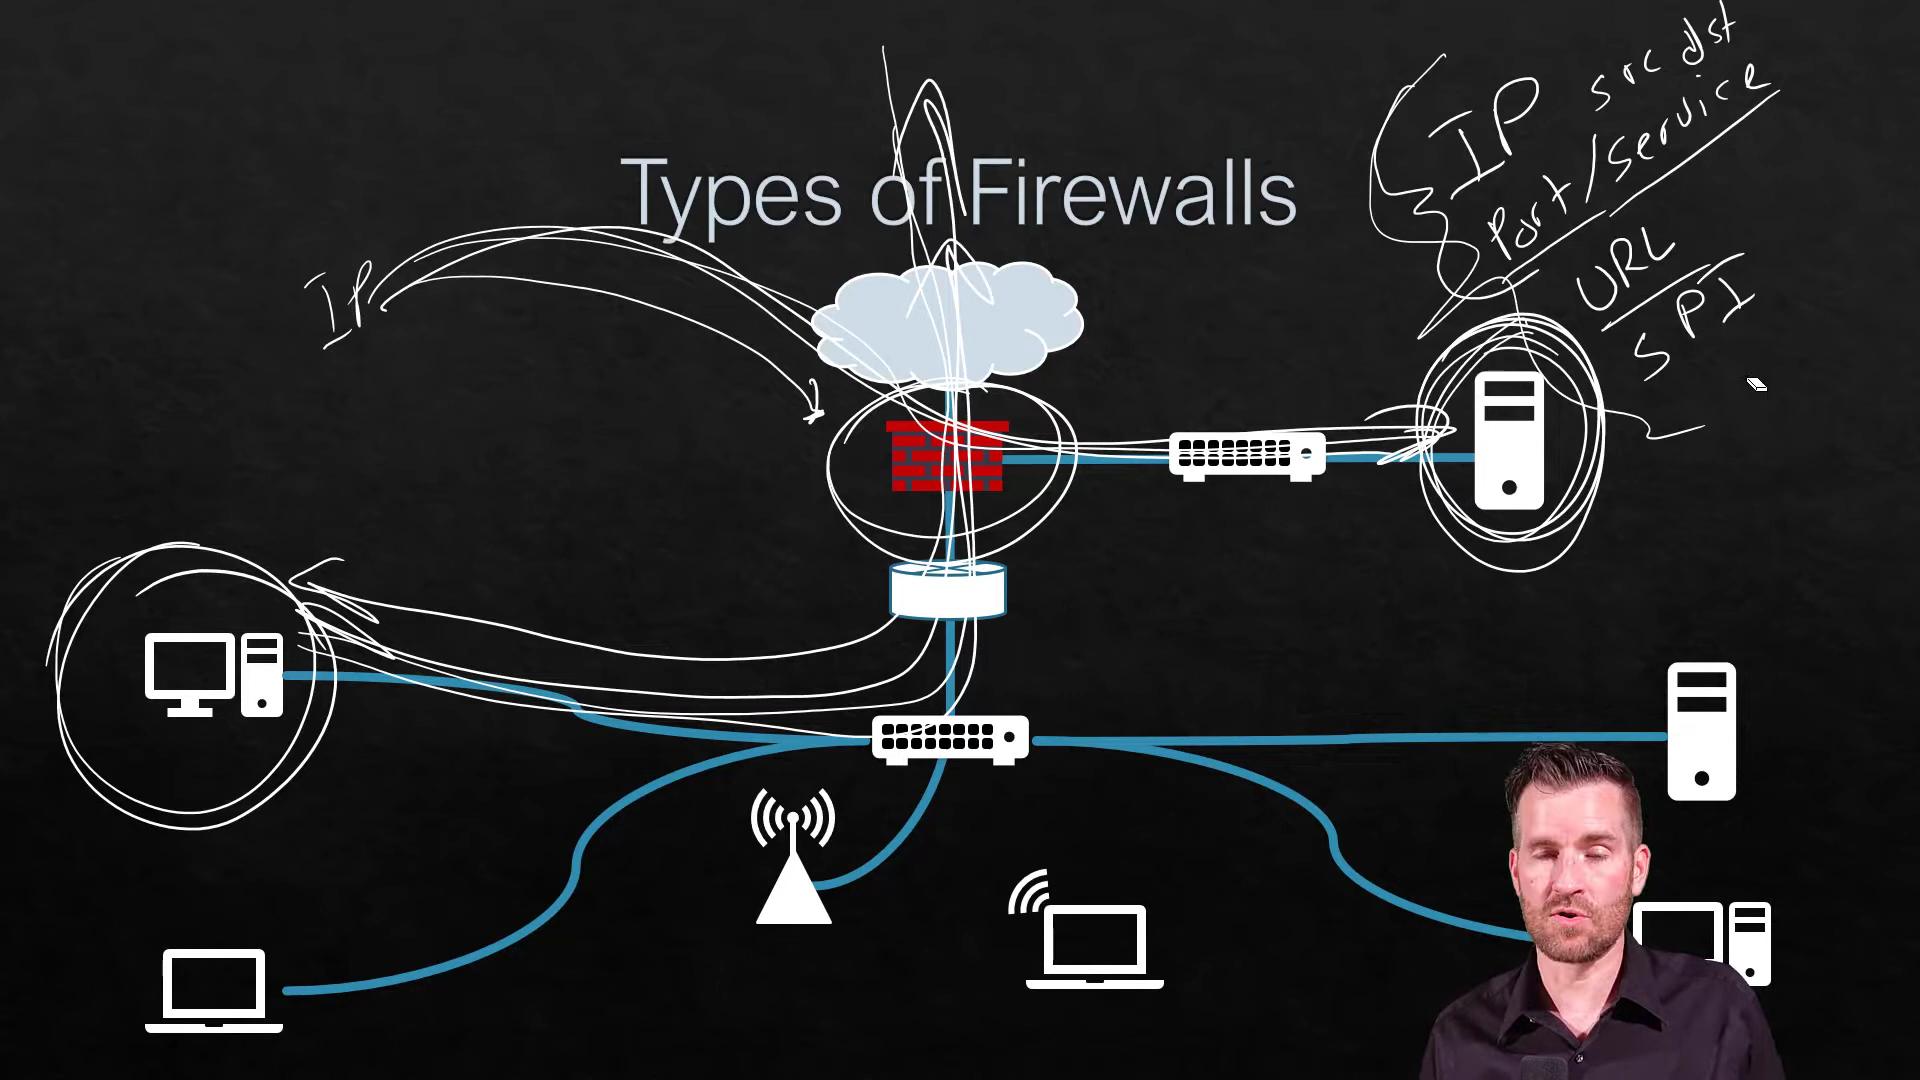 IP src dst
Port/Service
URL
SPI
Types of Firewalls
IP